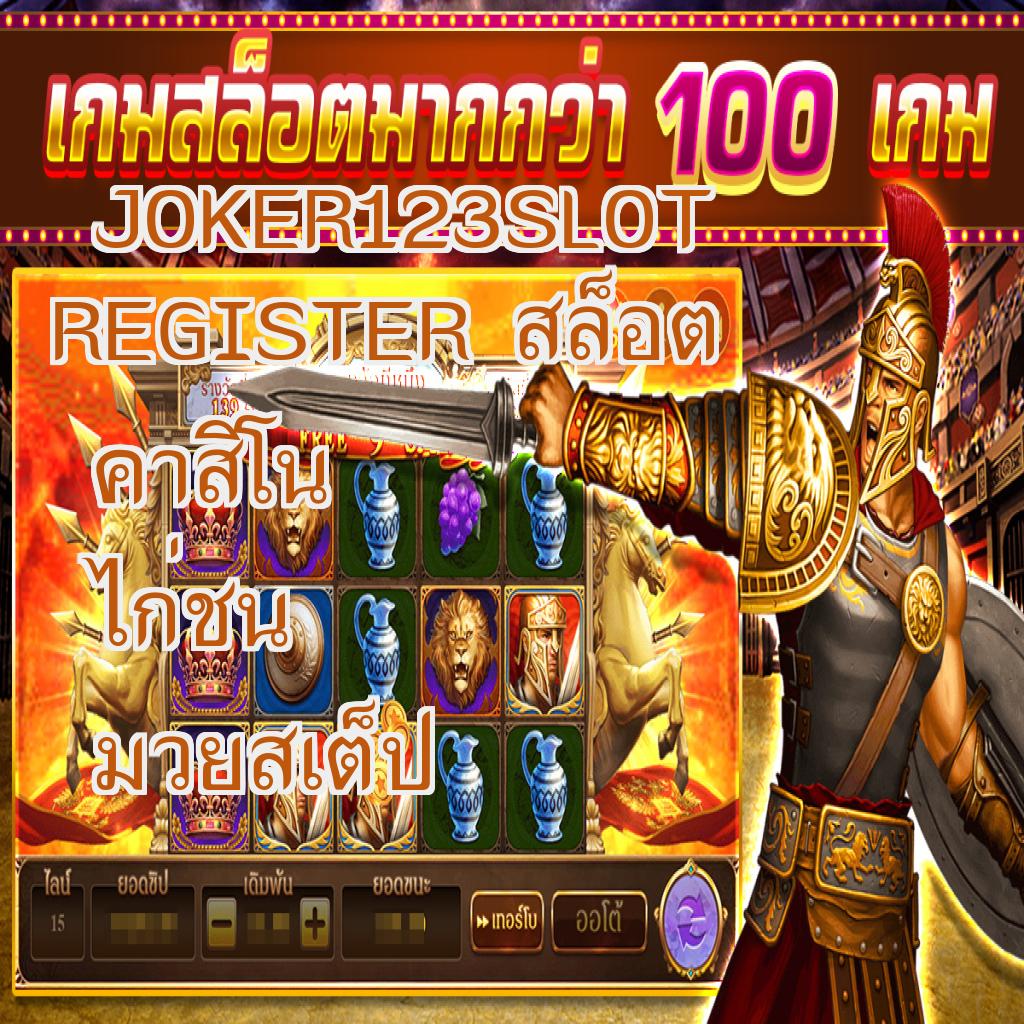 เกมสล็อตมากกว่า 100 เกม
JOKER123SLOT
REGISTER สล็อต
คาสิโน
ไก่ชน
มวยสเต็ป
ไลน์ ยอดชิป เดิมพัน ยอดชนะ
15 - + เทอร์โบ ออโต้